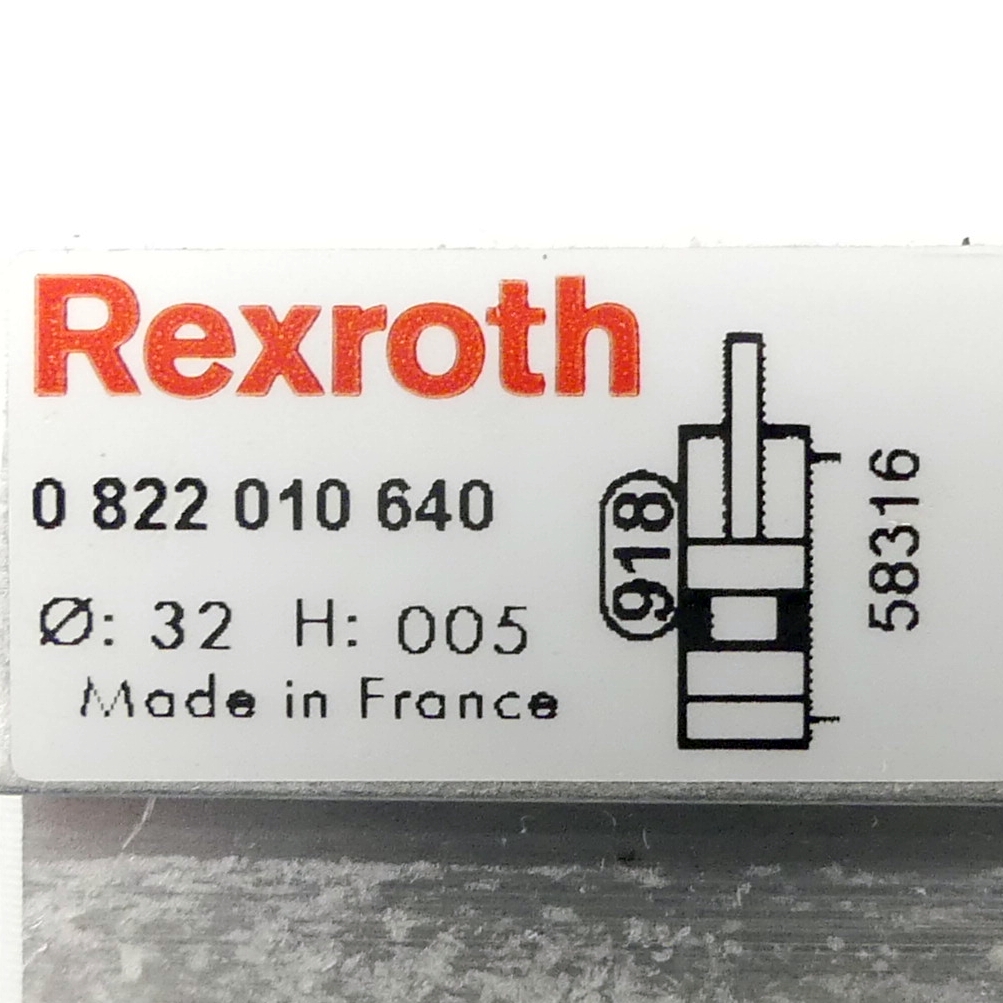 Rexroth
0 822 010 640
Ø: 32 H: 005
Made in France
918
58316